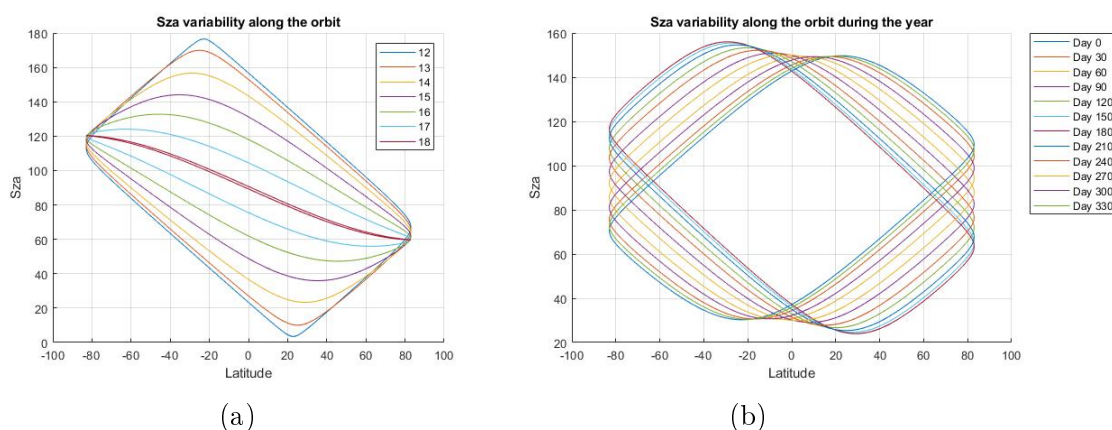 Sza variability along the orbit
180
160
140
120
100
80
60
40
20
0
Sza
-100 -80 -60 -40 -20 0 20 40 60 80 100
Latitude
12
13
14
15
16
17
18
(a)
Sza variability along the orbit during the year
160
140
120
100
80
60
40
20
Sza
-100 -80 -60 -40 -20 0 20 40 60 80 100
Latitude
Day 0
Day 30
Day 60
Day 90
Day 120
Day 150
Day 180
Day 210
Day 240
Day 270
Day 300
Day 330
(b)